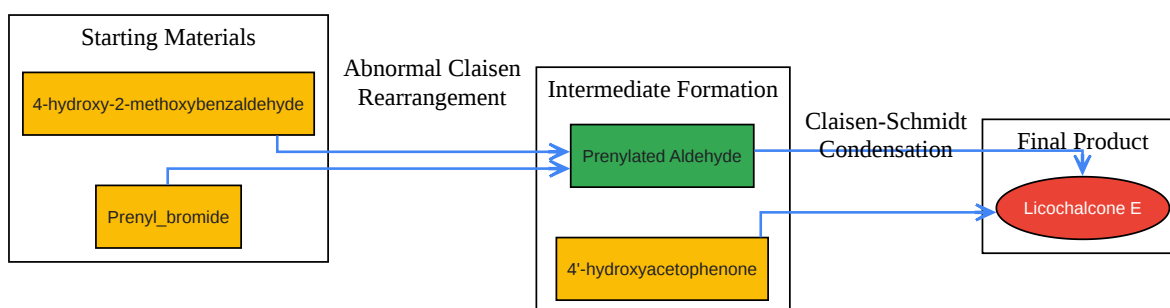 Starting Materials
4-hydroxy-2-methoxybenzaldehyde
Prenyl_bromide
Abnormal Claisen
Rearrangement
Intermediate Formation
Prenylated Aldehyde
4'-hydroxyacetophenone
Claisen-Schmidt
Condensation
Final Product
Licochalcone E